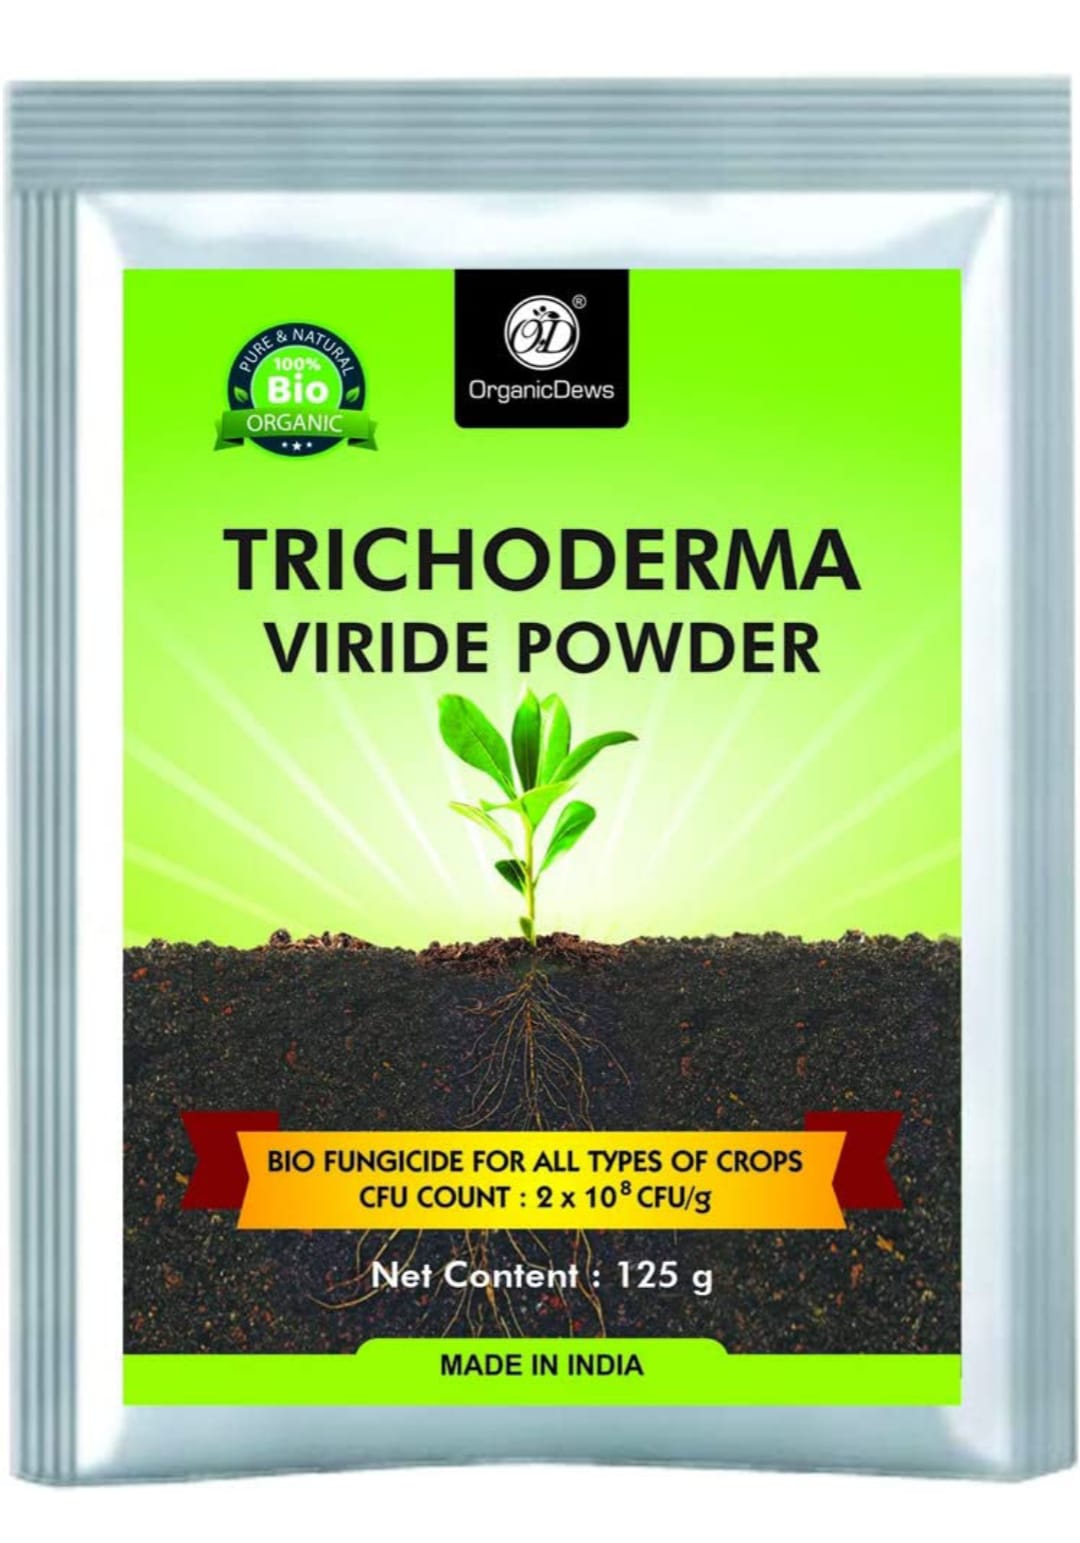 PURE & NATURAL
100%
Bio
ORGANIC
OD®
OrganicDews
TRICHODERMA
VIRIDE POWDER
BIO FUNGICIDE FOR ALL TYPES OF CROPS
CFU COUNT : 2 x 10⁸ CFU/g
Net Content : 125 g
MADE IN INDIA